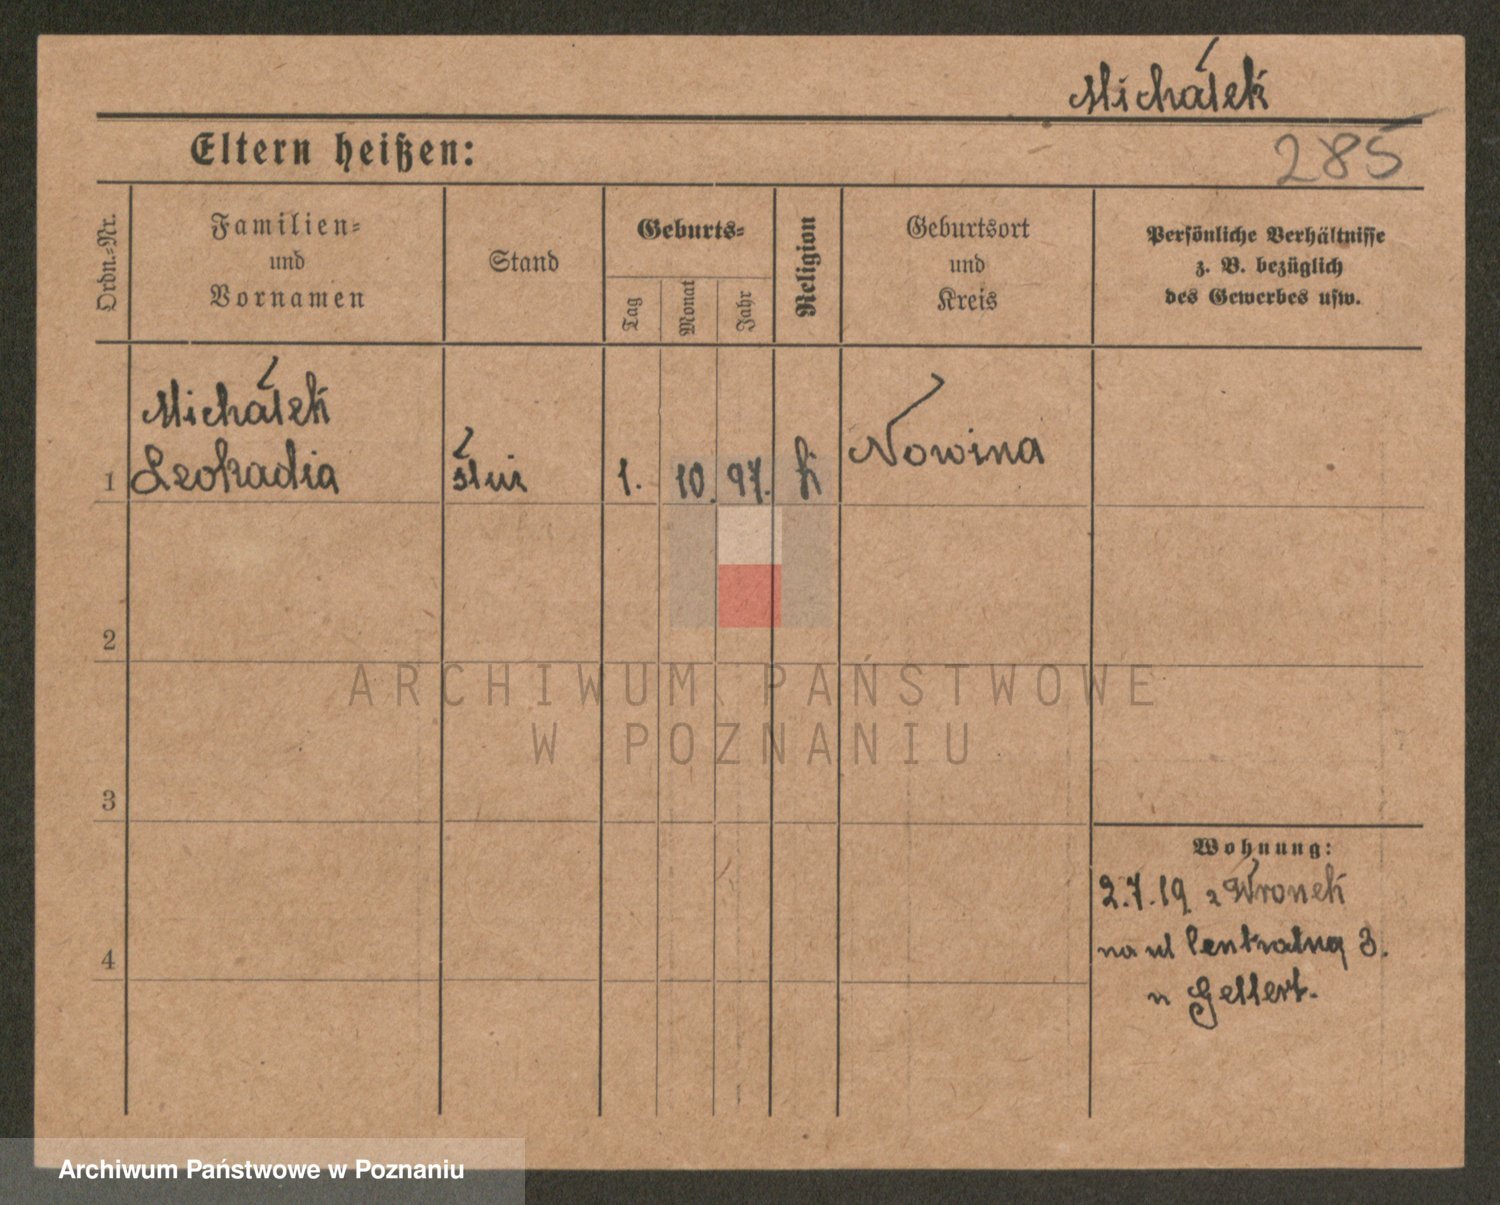 Michałek
Eltern heißen:
285
Ordn.-Nr.
Familien-
und
Vornamen
Stand
Geburts-
Tag
Monat
Jahr
Religion
Geburtsort
und
Kreis
Persönliche Verhältnisse
z. B. bezüglich
des Gewerbes usw.
Michałek
Leokadia
1
służ
1.
10.
97.
k
Nowina
2
3
4
Wohnung:
2.7.19 z Wronek
na ul Centralną 3.
u Gellert.
ARCHIWUM PAŃSTWOWE
W POZNANIU
Archiwum Państwowe w Poznaniu